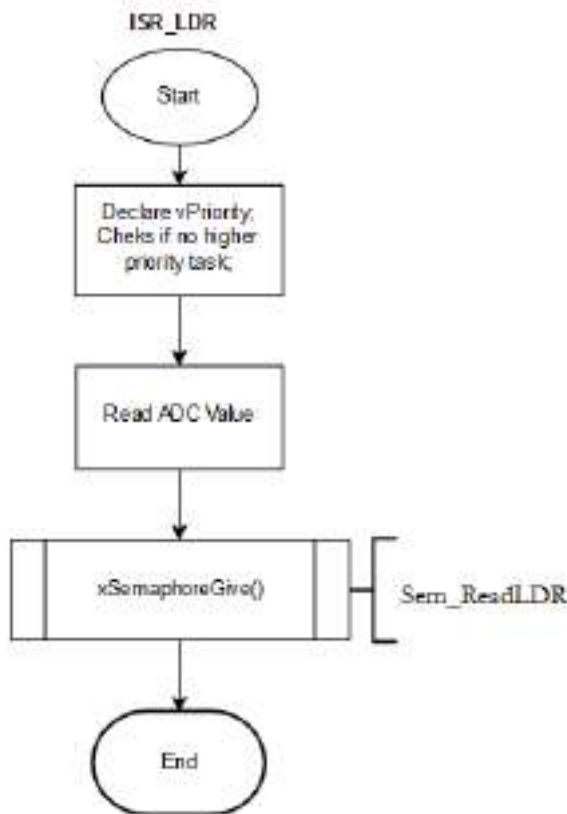 ISR_LDR
Start
Declare vPriority;
Cheks if no higher
priority task;
Read ADC Value
xSemaphoreGive()
Sem_ReadLDR
End